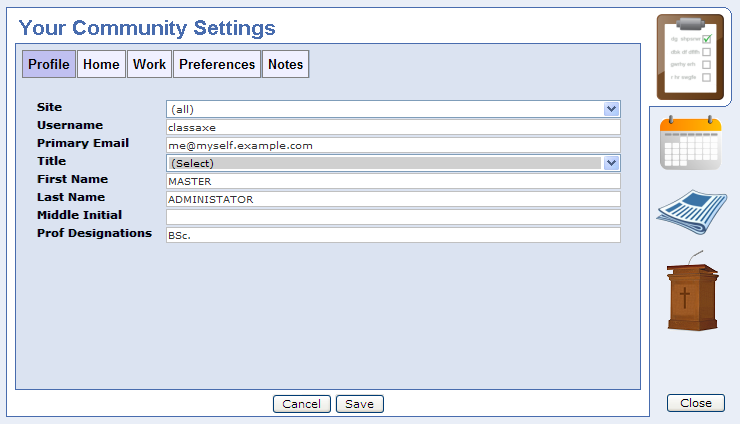 Your Community Settings
Profile Home Work Preferences Notes
Site (all)
Username classaxe
Primary Email me@myself.example.com
Title (Select)
First Name MASTER
Last Name ADMINISTATOR
Middle Initial
Prof Designations BSc.
Cancel Save
Close